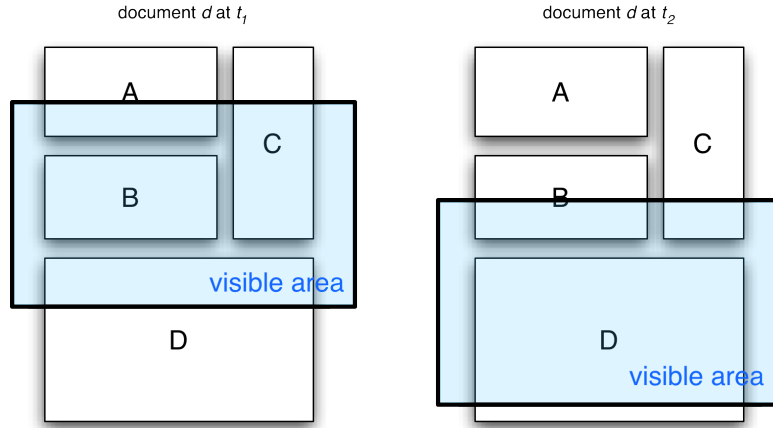 document d at t1
A
C
B
visible area
D
document d at t2
A
C
B
D
visible area